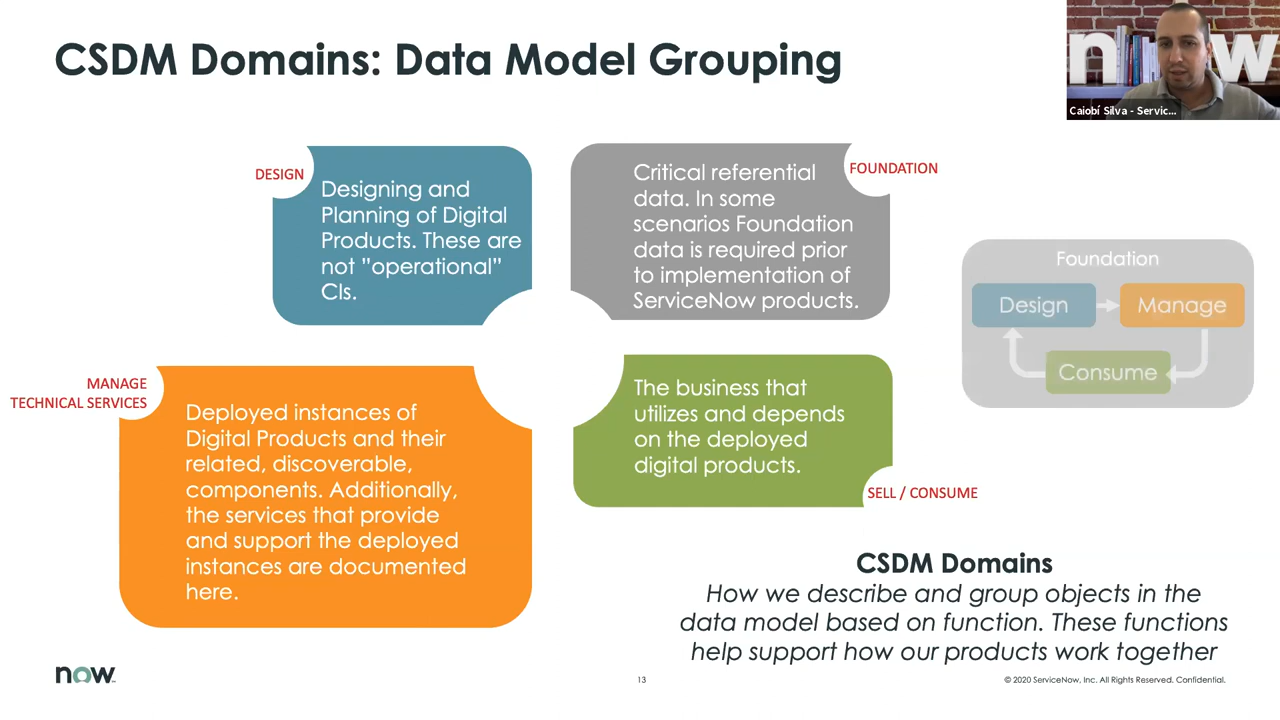 CSDM Domains: Data Model Grouping
now
Caiobí Silva - Servic...
DESIGN
Designing and
Planning of Digital
Products. These are
not ”operational”
CIs.
FOUNDATION
Critical referential
data. In some
scenarios Foundation
data is required prior
to implementation of
ServiceNow products.
Foundation
Design
Manage
Consume
MANAGE
TECHNICAL SERVICES
Deployed instances of
Digital Products and their
related, discoverable,
components. Additionally,
the services that provide
and support the deployed
instances are documented
here.
The business that
utilizes and depends
on the deployed
digital products.
SELL / CONSUME
CSDM Domains
How we describe and group objects in the
data model based on function. These functions
help support how our products work together
now
13
© 2020 ServiceNow, Inc. All Rights Reserved. Confidential.